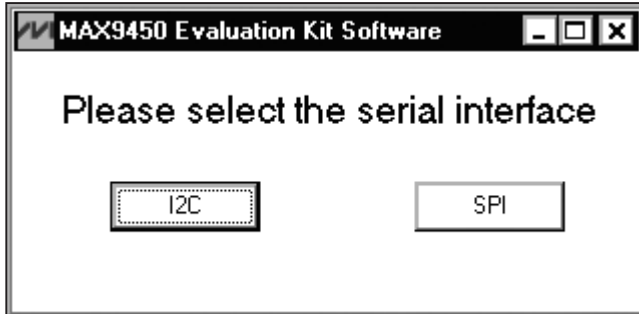 MAX9450 Evaluation Kit Software
Please select the serial interface
I2C SPI